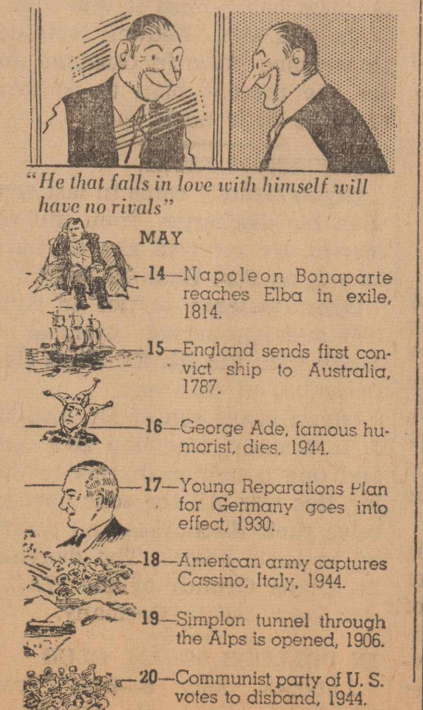 "He that falls in love with himself will
have no rivals"
MAY
14—Napoleon Bonaparte
reaches Elba in exile,
1814.
15—England sends first con-
vict ship to Australia,
1787.
16—George Ade, famous hu-
morist, dies, 1944.
17—Young Reparations Plan
for Germany goes into
effect, 1930.
18—American army captures
Cassino, Italy, 1944.
19—Simplon tunnel through
the Alps is opened, 1906.
20—Communist party of U. S.
votes to disband, 1944.